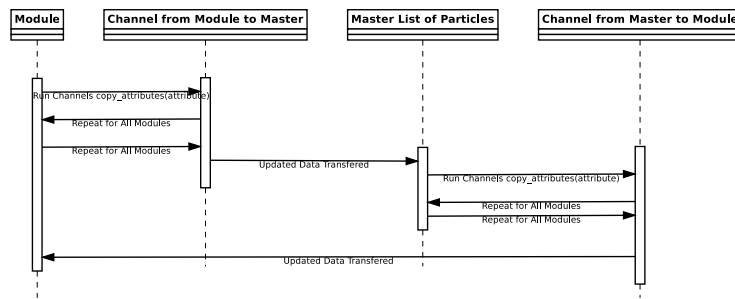 Module
Channel from Module to Master
Master List of Particles
Channel from Master to Module
Run Channels copy_attributes(attribute)
Repeat for All Modules
Repeat for All Modules
Updated Data Transfered
Run Channels copy_attributes(attribute)
Repeat for All Modules
Repeat for All Modules
Updated Data Transfered